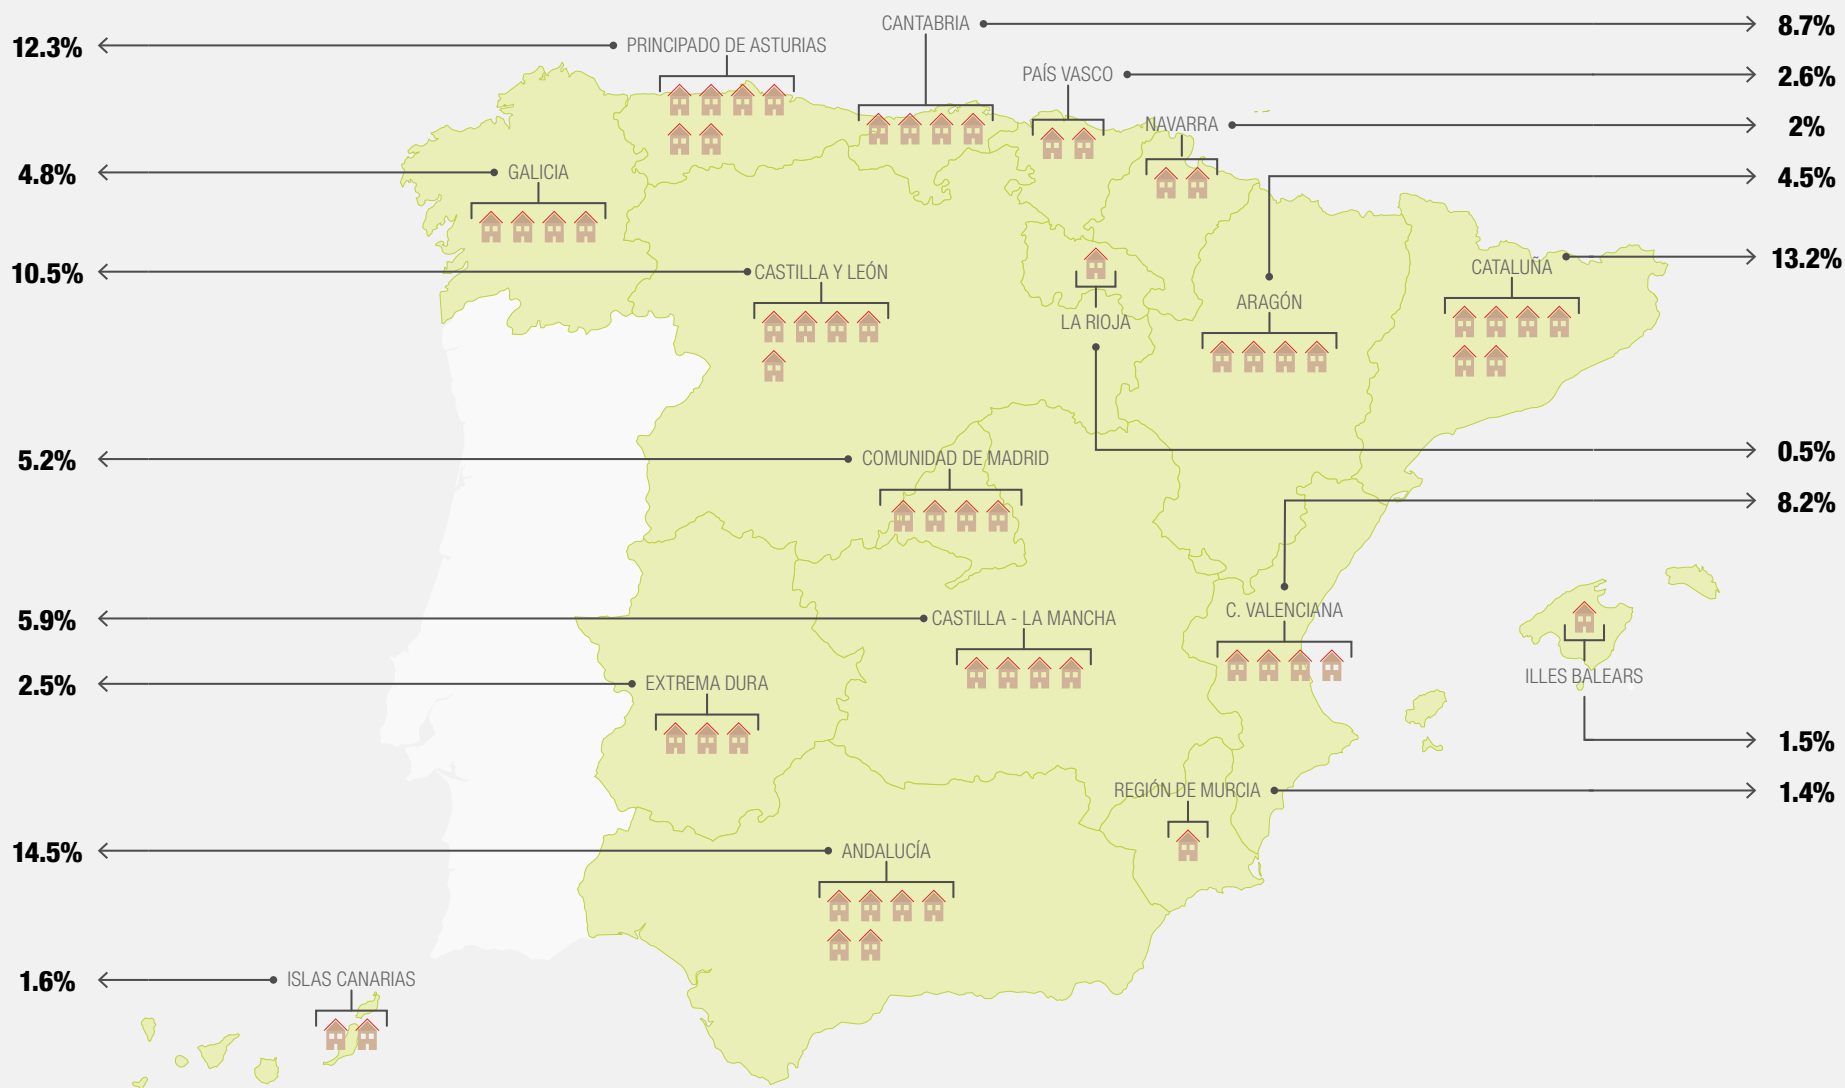 CANTABRIA
8.7%
12.3%
PRINCIPADO DE ASTURIAS
PAÍS VASCO
2.6%
NAVARRA
2%
4.8%
GALICIA
4.5%
10.5%
CASTILLA Y LEÓN
CATALUÑA
13.2%
ARAGÓN
LA RIOJA
5.2%
COMUNIDAD DE MADRID
0.5%
8.2%
5.9%
CASTILLA - LA MANCHA
C. VALENCIANA
2.5%
EXTREMA DURA
ILLES BALEARS
1.5%
REGIÓN DE MURCIA
1.4%
14.5%
ANDALUCÍA
1.6%
ISLAS CANARIAS